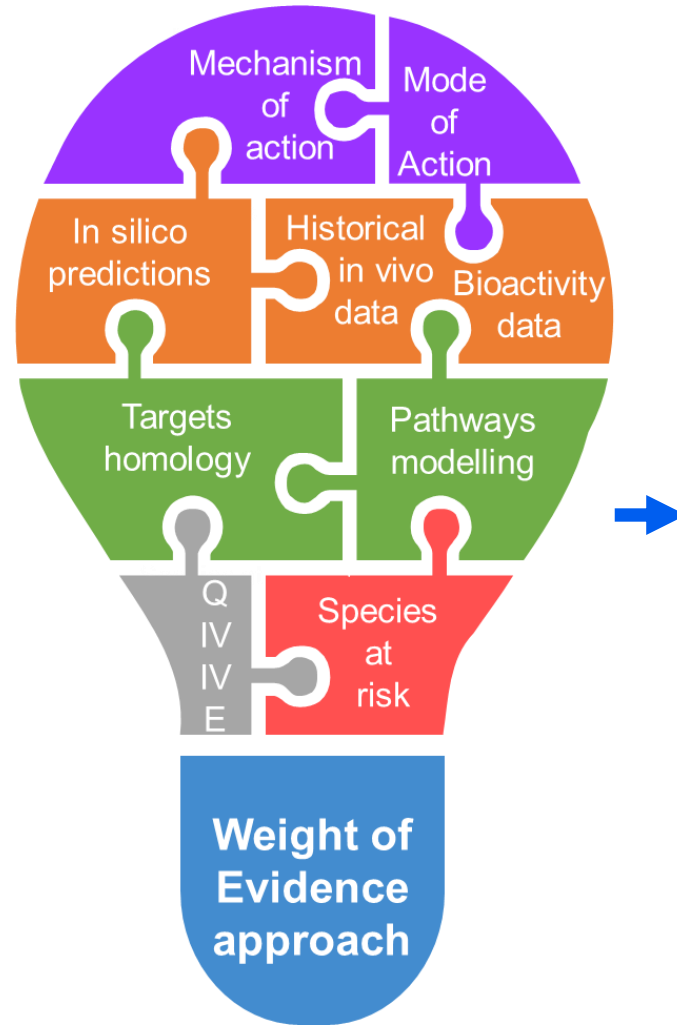 Mechanism
of
action
Mode
of
Action
In silico
predictions
Historical
in vivo
data
Bioactivity
data
Targets
homology
Pathways
modelling
Q
IV
IV
E
Species
at
risk
Weight of
Evidence
approach